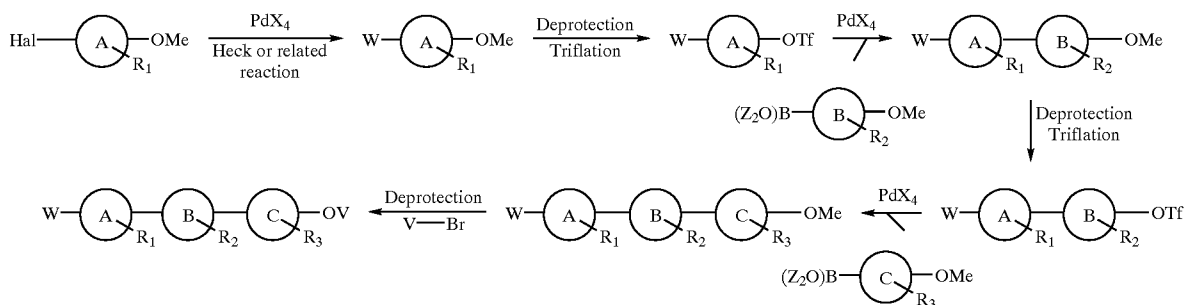 Hal A OMe R₁
PdX₄
Heck or related
reaction
W A OMe R₁
Deprotection
Triflation
W A OTf R₁
PdX₄
(Z₂O)B B OMe R₂
W A B OMe R₁ R₂
Deprotection
Triflation
W A B OTf R₁ R₂
PdX₄
(Z₂O)B C OMe R₃
W A B C OMe R₁ R₂ R₃
Deprotection
V—Br
W A B C OV R₁ R₂ R₃